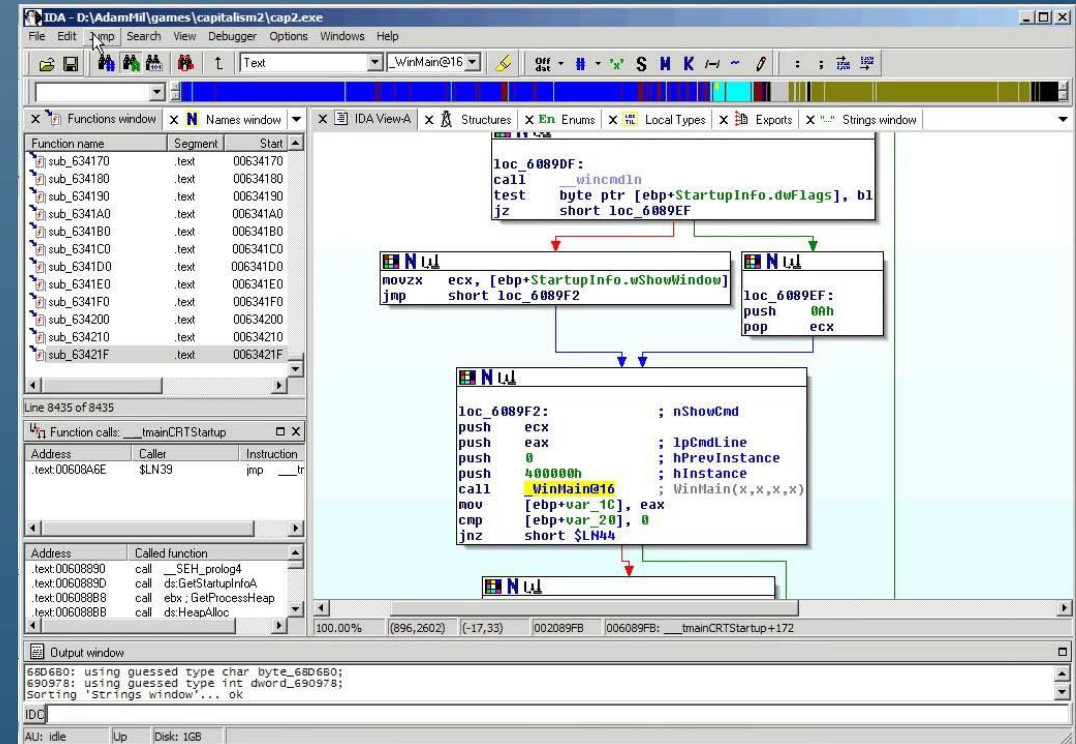 IDA - D:\AdamMil\games\capitalism2\cap2.exe
File Edit Jump Search View Debugger Options Windows Help
Text _WinMain@16 Off dat # 'x' S M K
Functions window Names window IDA View-A Structures En Enums Local Types Exports "..." Strings window
Function name Segment Start
sub_634170 .text 00634170
sub_634180 .text 00634180
sub_634190 .text 00634190
sub_6341A0 .text 006341A0
sub_6341B0 .text 006341B0
sub_6341C0 .text 006341C0
sub_6341D0 .text 006341D0
sub_6341E0 .text 006341E0
sub_6341F0 .text 006341F0
sub_634200 .text 00634200
sub_634210 .text 00634210
sub_63421F .text 0063421F
Line 8435 of 8435
Function calls: ___tmainCRTStartup
Address Caller Instruction
.text:00608A6E $LN39 jmp ___tr
Address Called function
.text:00608890 call __SEH_prolog4
.text:0060889D call ds:GetStartupInfoA
.text:006088B8 call ebx ; GetProcessHeap
.text:006088BB call ds:HeapAlloc
loc_6089DF:
call __wincmdln
test byte ptr [ebp+StartupInfo.dwFlags], bl
jz short loc_6089EF
movzx ecx, [ebp+StartupInfo.wShowWindow]
jmp short loc_6089F2
loc_6089EF:
push 0Ah
pop ecx
loc_6089F2: ; nShowCmd
push ecx
push eax ; lpCmdLine
push 0 ; hPrevInstance
push 400000h ; hInstance
call _WinMain@16 ; WinMain(x,x,x,x)
mov [ebp+var_1C], eax
cmp [ebp+var_20], 0
jnz short $LN44
100.00% (896,2602) (-17,33) 002089FB 006089FB: ___tmainCRTStartup+172
Output window
68D6B0: using guessed type char byte_68D6B0;
690978: using guessed type int dword_690978;
Sorting 'Strings window'... ok
IDC
AU: idle Up Disk: 1GB